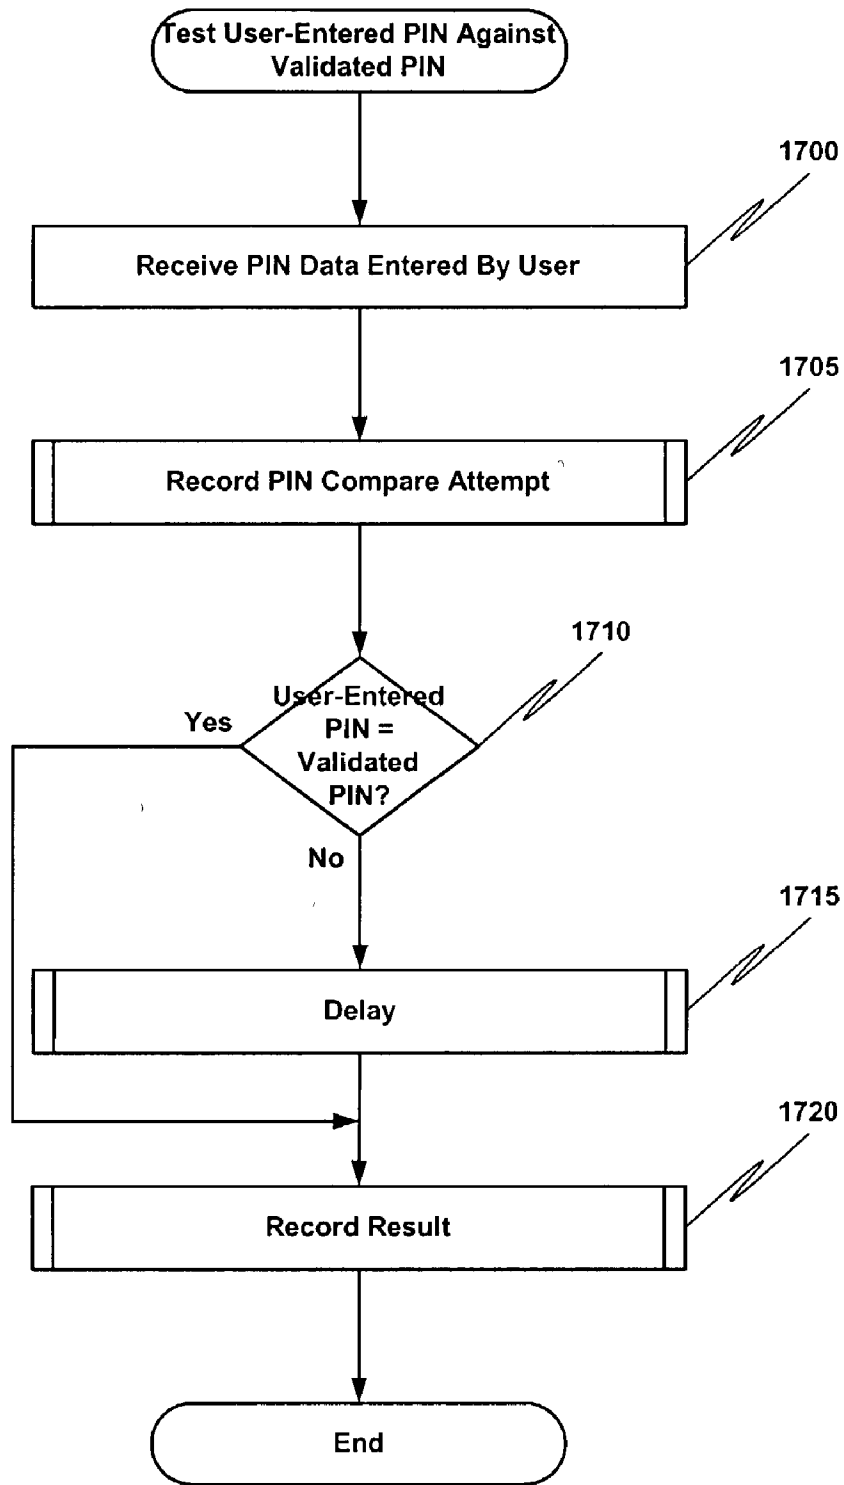 Test User-Entered PIN Against
Validated PIN
1700
Receive PIN Data Entered By User
1705
Record PIN Compare Attempt
1710
User-Entered
PIN =
Validated
PIN?
Yes
No
1715
Delay
1720
Record Result
End